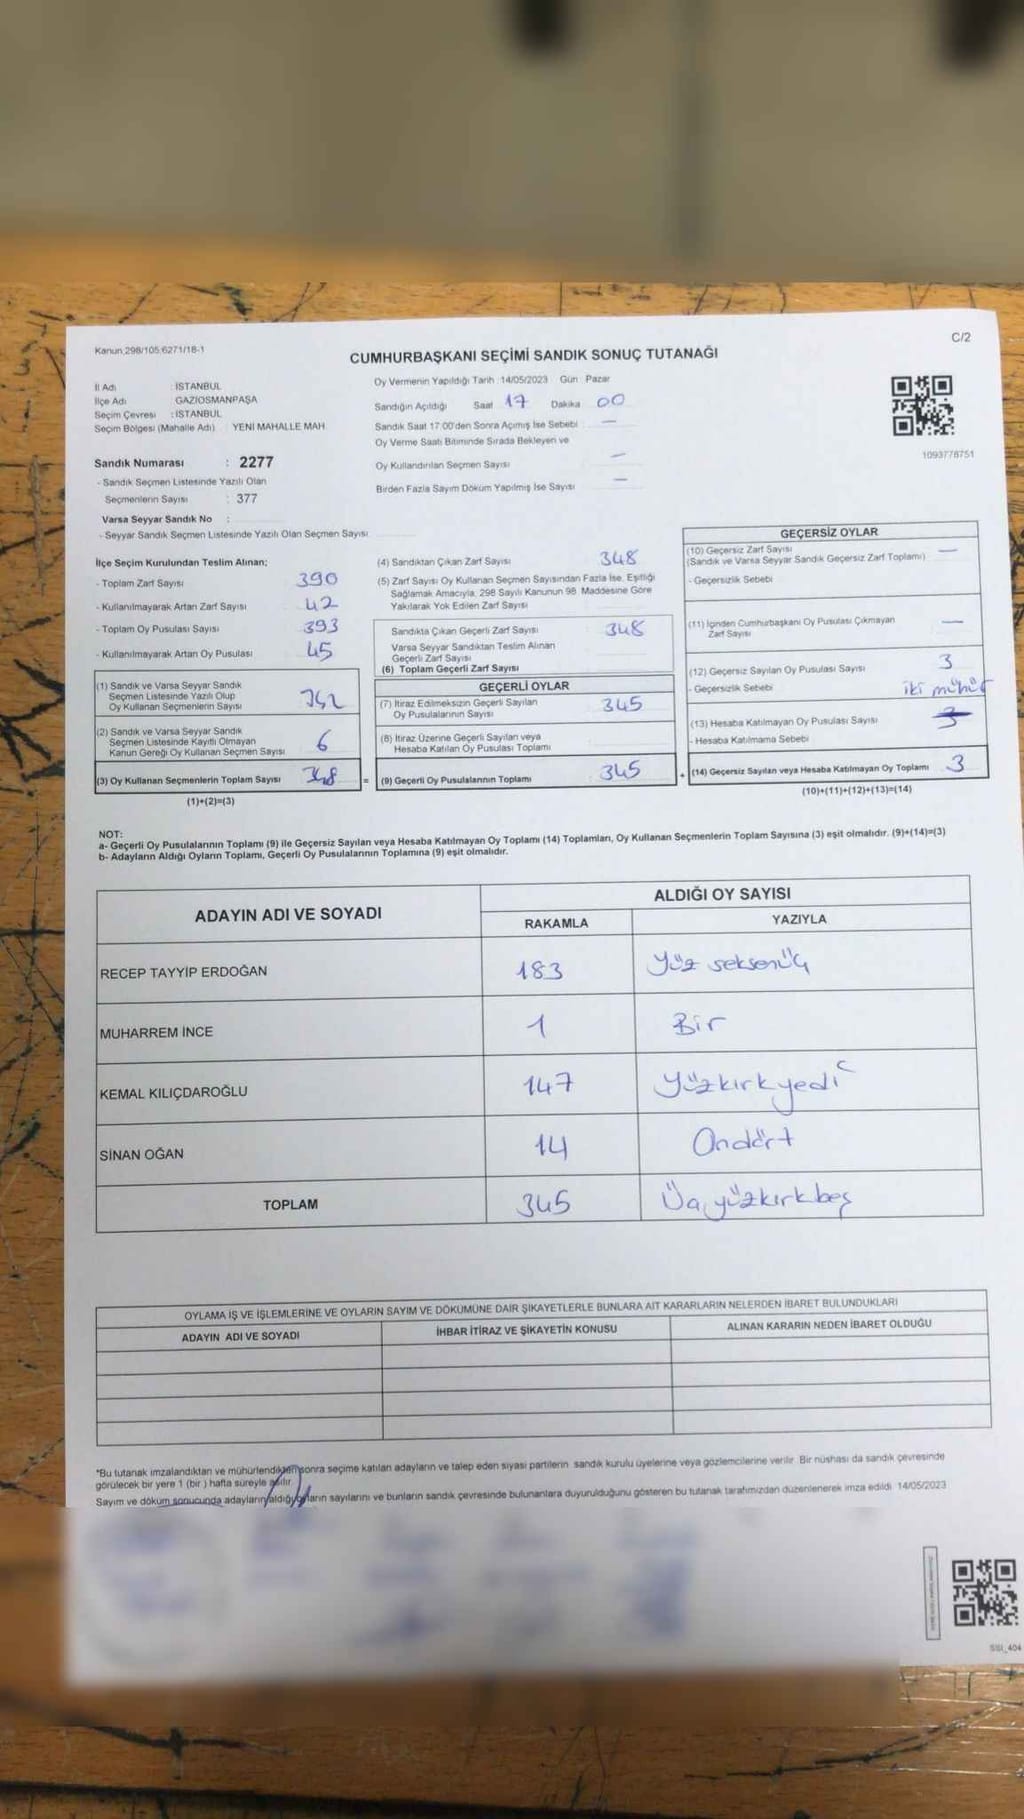 Kanun,298/105,6271/18-1
C/2
CUMHURBAŞKANI SEÇİMİ SANDIK SONUÇ TUTANAĞI
İl Adı : İSTANBUL
İlçe Adı : GAZİOSMANPAŞA
Seçim Çevresi : İSTANBUL
Seçim Bölgesi (Mahalle Adı) YENİ MAHALLE MAH.
Oy Vermenin Yapıldığı Tarih :14/05/2023 Gün Pazar
Sandığın Açıldığı Saat 17 Dakika 00
Sandık Saat 17.00'den Sonra Açımış İse Sebebi —
Oy Verme Saati Bitiminde Sırada Bekleyen ve
Oy Kullandırılan Seçmen Sayısı —
Birden Fazla Sayım Döküm Yapılmış İse Sayısı —
1093778751
Sandık Numarası : 2277
- Sandık Seçmen Listesinde Yazılı Olan
Seçmenlerin Sayısı : 377
Varsa Seyyar Sandık No :
- Seyyar Sandık Seçmen Listesinde Yazılı Olan Seçmen Sayısı
İlçe Seçim Kurulundan Teslim Alınan;
- Toplam Zarf Sayısı 390
- Kullanılmayarak Artan Zarf Sayısı 42
- Toplam Oy Pusulası Sayısı 393
- Kullanılmayarak Artan Oy Pusulası 45
(1) Sandık ve Varsa Seyyar Sandık
Seçmen Listesinde Yazılı Olup
Oy Kullanan Seçmenlerin Sayısı 342
(2) Sandık ve Varsa Seyyar Sandık
Seçmen Listesinde Kayıtlı Olmayan
Kanun Gereği Oy Kullanan Seçmen Sayısı 6
(3) Oy Kullanan Seçmenlerin Toplam Sayısı 348 =
(1)+(2)=(3)
(4) Sandıktan Çıkan Zarf Sayısı 348
(5) Zarf Sayısı Oy Kullanan Seçmen Sayısından Fazla İse, Eşitliği
Sağlamak Amacıyla, 298 Sayılı Kanunun 98. Maddesine Göre
Yakılarak Yok Edilen Zarf Sayısı
Sandıkta Çıkan Geçerli Zarf Sayısı 348
Varsa Seyyar Sandıktan Teslim Alınan
Geçerli Zarf Sayısı
(6) Toplam Geçerli Zarf Sayısı
GEÇERLİ OYLAR
(7) İtiraz Edilmeksizin Geçerli Sayılan
Oy Pusulalarının Sayısı 345
(8) İtiraz Üzerine Geçerli Sayılan veya
Hesaba Katılan Oy Pusulası Toplamı
(9) Geçerli Oy Pusulalarının Toplamı 345 +
GEÇERSİZ OYLAR
(10) Geçersiz Zarf Sayısı —
(Sandık ve Varsa Seyyar Sandık Geçersiz Zarf Toplamı)
- Geçersizlik Sebebi
(11) İçinden Cumhurbaşkanı Oy Pusulası Çıkmayan —
Zarf Sayısı
(12) Geçersiz Sayılan Oy Pusulası Sayısı 3
- Geçersizlik Sebebi iki mühür
(13) Hesaba Katılmayan Oy Pusulası Sayısı
- Hesaba Katılmama Sebebi
(14) Geçersiz Sayılan veya Hesaba Katılmayan Oy Toplamı 3
(10)+(11)+(12)+(13)=(14)
NOT:
a- Geçerli Oy Pusulalarının Toplamı (9) ile Geçersiz Sayılan veya Hesaba Katılmayan Oy Toplamı (14) Toplamları, Oy Kullanan Seçmenlerin Toplam Sayısına (3) eşit olmalıdır. (9)+(14)=(3)
b- Adayların Aldığı Oyların Toplamı, Geçerli Oy Pusulalarının Toplamına (9) eşit olmalıdır.
ADAYIN ADI VE SOYADI
ALDIĞI OY SAYISI
RAKAMLA YAZIYLA
RECEP TAYYİP ERDOĞAN 183 Yüz seksenüç
MUHARREM İNCE 1 Bir
KEMAL KILIÇDAROĞLU 147 Yüzkırkyedi
SİNAN OĞAN 14 Ondört
TOPLAM 345 Üçyüzkırkbeş
OYLAMA İŞ VE İŞLEMLERİNE VE OYLARIN SAYIM VE DÖKÜMÜNE DAİR ŞİKAYETLERLE BUNLARA AİT KARARLARIN NELERDEN İBARET BULUNDUKLARI
ADAYIN ADI VE SOYADI İHBAR İTİRAZ VE ŞİKAYETİN KONUSU ALINAN KARARIN NEDEN İBARET OLDUĞU
*Bu tutanak imzalandıktan ve mühürlendikten sonra seçime katılan adayların ve talep eden siyasi partilerin sandık kurulu üyelerine veya gözlemcilerine verilir. Bir nüshası da sandık çevresinde
görülecek bir yere 1 (bir ) hafta süreyle asılır.
Sayım ve döküm sonucunda adayların aldığı oyların sayılarını ve bunların sandık çevresinde bulunanlara duyurulduğunu gösteren bu tutanak tarafımızdan düzenlenerek imza edildi 14/05/2023
SSI_404